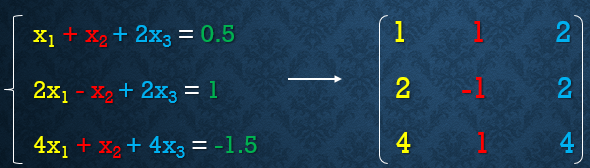 x₁ + x₂ + 2x₃ = 0.5
1 1 2
2x₁ - x₂ + 2x₃ = 1
2 -1 2
4x₁ + x₂ + 4x₃ = -1.5
4 1 4